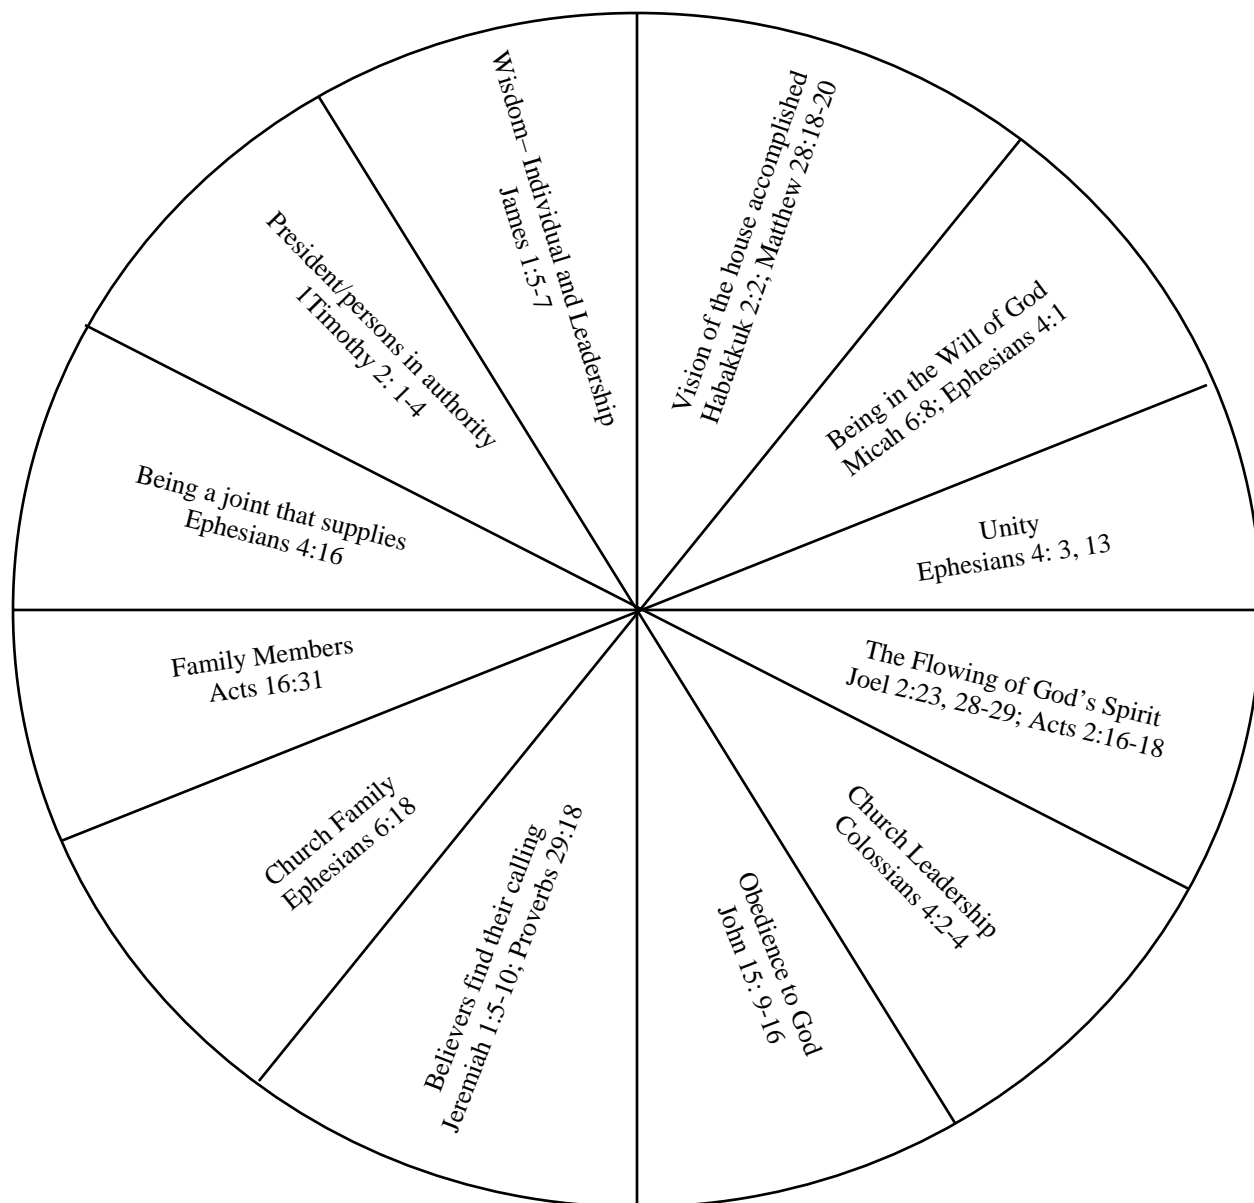 Vision of the house accomplished
Habakkuk 2:2; Matthew 28:18-20
Being in the Will of God
Micah 6:8; Ephesians 4:1
Unity
Ephesians 4: 3, 13
The Flowing of God’s Spirit
Joel 2:23, 28-29; Acts 2:16-18
Church Leadership
Colossians 4:2-4
Obedience to God
John 15: 9-16
Believers find their calling
Jeremiah 1:5-10; Proverbs 29:18
Church Family
Ephesians 6:18
Family Members
Acts 16:31
Being a joint that supplies
Ephesians 4:16
President/persons in authority
1Timothy 2: 1-4
Wisdom– Individual and Leadership
James 1:5-7